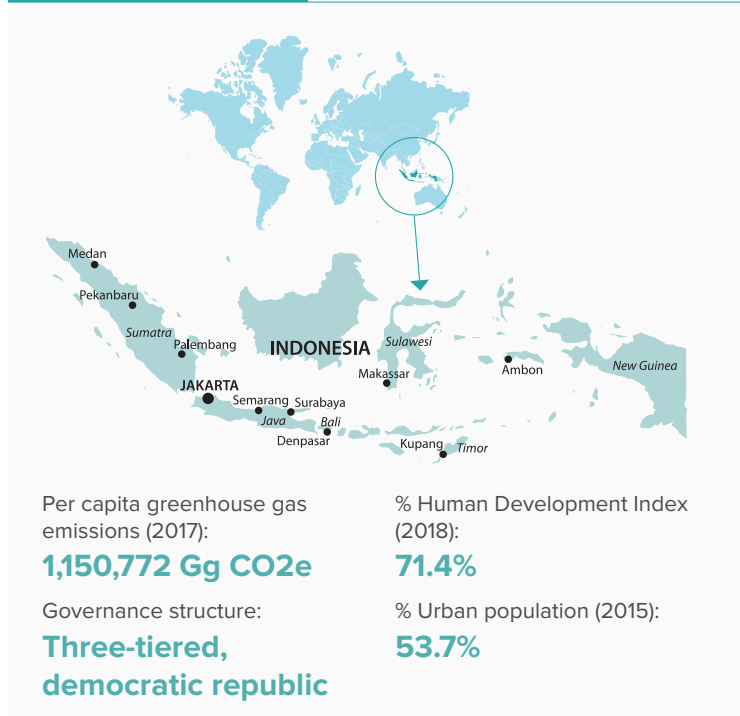 Medan
Pekanbaru
Sumatra
Palembang
INDONESIA
Sulawesi
Makassar
Ambon
New Guinea
JAKARTA
Semarang
Surabaya
Java
Bali
Denpasar
Kupang
Timor
Per capita greenhouse gas
emissions (2017):
1,150,772 Gg CO2e
Governance structure:
Three-tiered,
democratic republic
% Human Development Index
(2018):
71.4%
% Urban population (2015):
53.7%